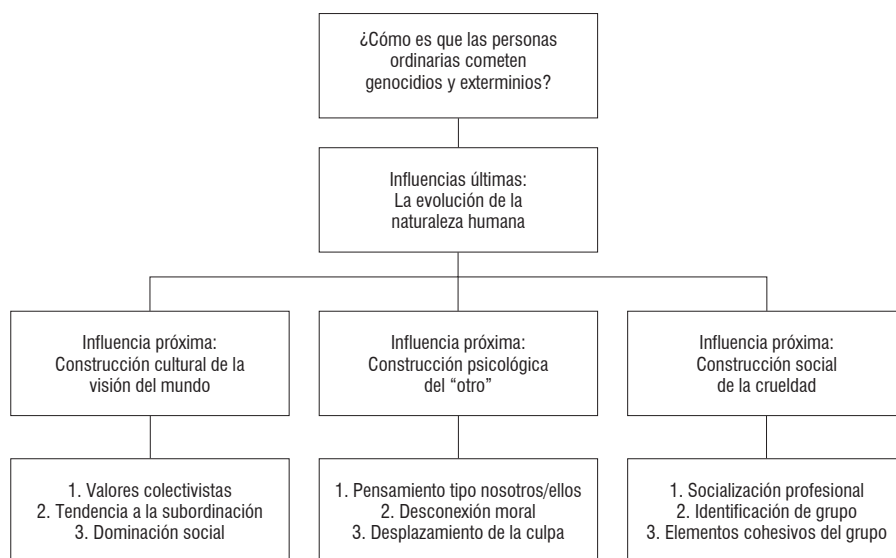 ¿Cómo es que las personas
ordinarias cometen
genocidios y exterminios?
Influencias últimas:
La evolución de la
naturaleza humana
Influencia próxima:
Construcción cultural de la
visión del mundo
Influencia próxima:
Construcción psicológica
del “otro”
Influencia próxima:
Construcción social
de la crueldad
1. Valores colectivistas
2. Tendencia a la subordinación
3. Dominación social
1. Pensamiento tipo nosotros/ellos
2. Desconexión moral
3. Desplazamiento de la culpa
1. Socialización profesional
2. Identificación de grupo
3. Elementos cohesivos del grupo